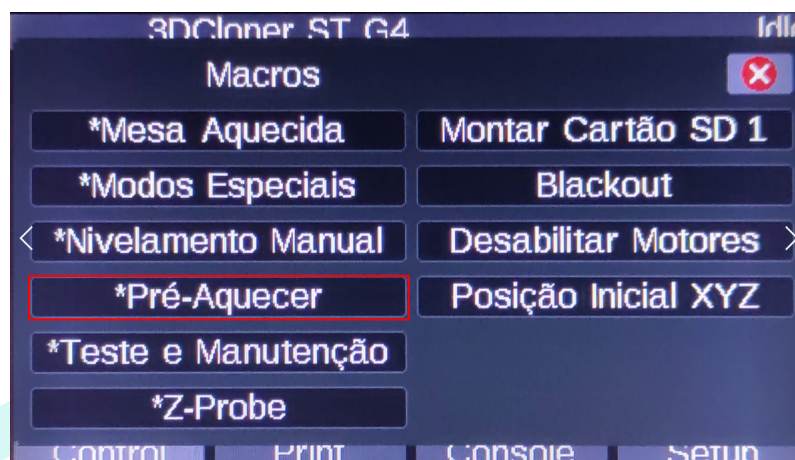 3DCloner ST G4 Idle
Macros
*Mesa Aquecida
Montar Cartão SD 1
*Modos Especiais
Blackout
*Nivelamento Manual
Desabilitar Motores
*Pré-Aquecer
Posição Inicial XYZ
*Teste e Manutenção
*Z-Probe
Control Print Console Setup